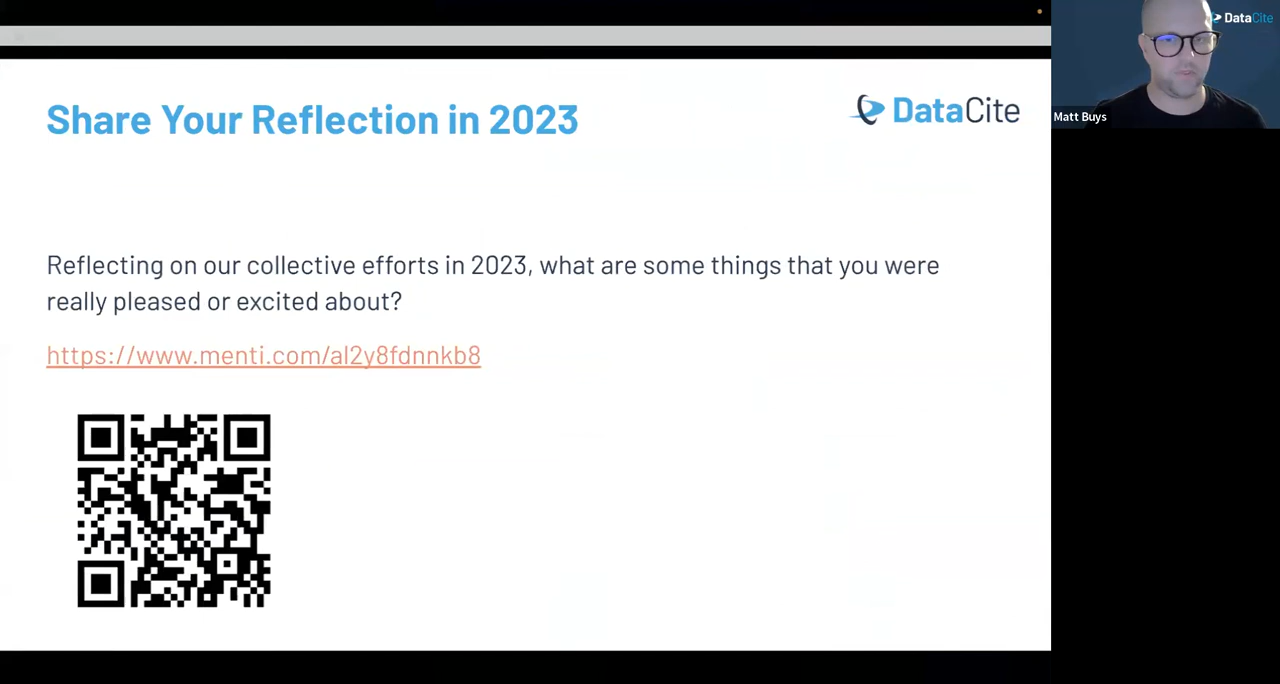 DataCite
Share Your Reflection in 2023
DataCite
Matt Buys
Reflecting on our collective efforts in 2023, what are some things that you were
really pleased or excited about?
https://www.menti.com/al2y8fdnnkb8